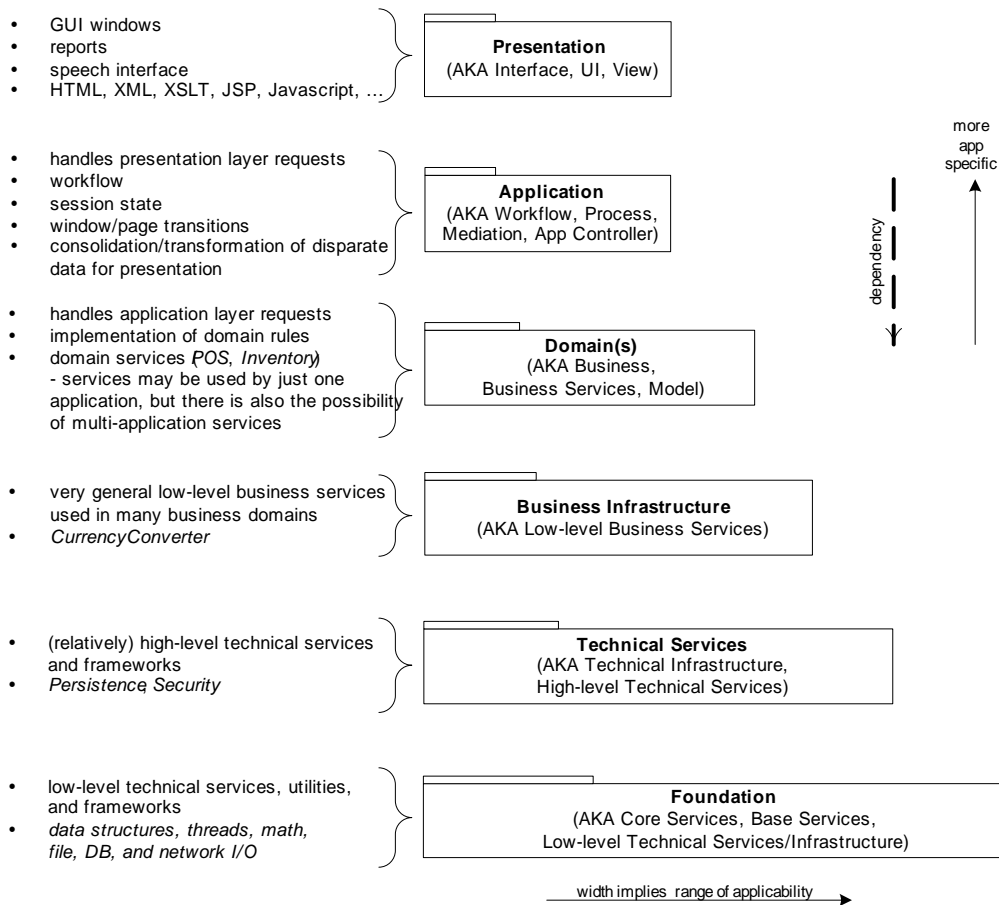 • GUI windows
• reports
• speech interface
• HTML, XML, XSLT, JSP, Javascript, ...
Presentation
(AKA Interface, UI, View)
more
app
specific
dependency
• handles presentation layer requests
• workflow
• session state
• window/page transitions
• consolidation/transformation of disparate
data for presentation
Application
(AKA Workflow, Process,
Mediation, App Controller)
• handles application layer requests
• implementation of domain rules
• domain services (POS, Inventory)
- services may be used by just one
application, but there is also the possibility
of multi-application services
Domain(s)
(AKA Business,
Business Services, Model)
• very general low-level business services
used in many business domains
• CurrencyConverter
Business Infrastructure
(AKA Low-level Business Services)
• (relatively) high-level technical services
and frameworks
• Persistence, Security
Technical Services
(AKA Technical Infrastructure,
High-level Technical Services)
• low-level technical services, utilities,
and frameworks
• data structures, threads, math,
file, DB, and network I/O
Foundation
(AKA Core Services, Base Services,
Low-level Technical Services/Infrastructure)
width implies range of applicability